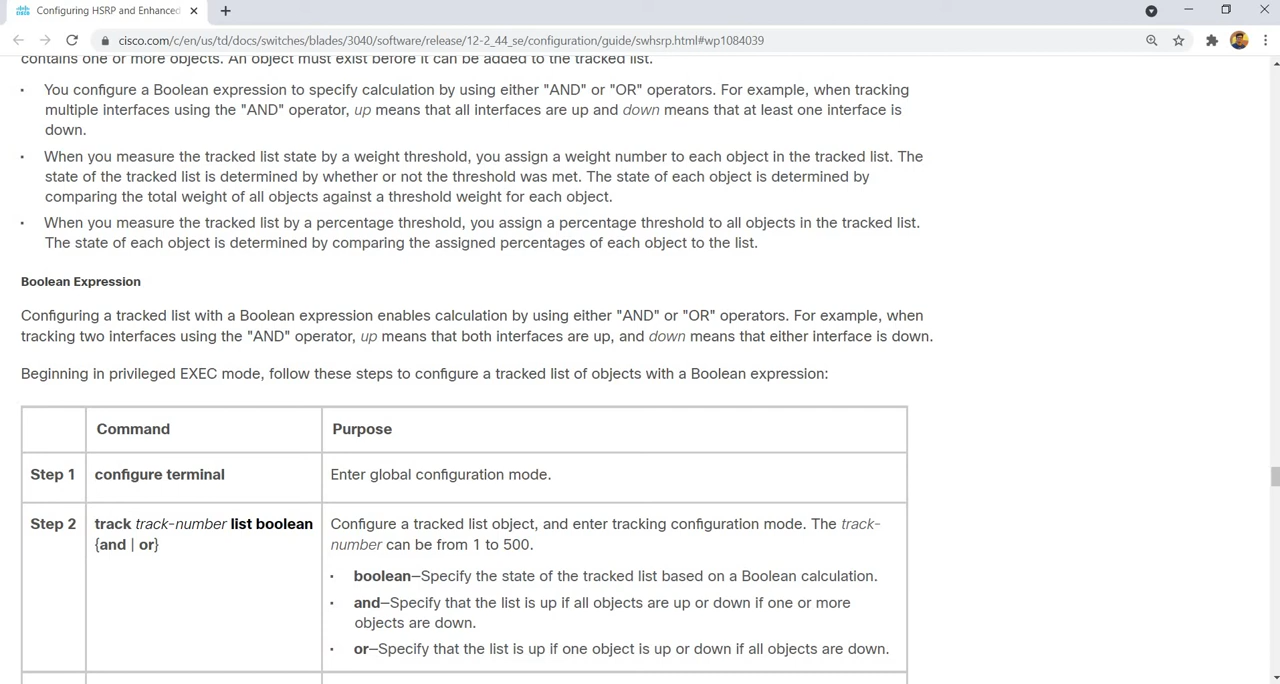 Configuring HSRP and Enhanced
cisco.com/c/en/us/td/docs/switches/blades/3040/software/release/12-2_44_se/configuration/guide/swhsrp.html#wp1084039
contains one or more objects. An object must exist before it can be added to the tracked list.
• You configure a Boolean expression to specify calculation by using either "AND" or "OR" operators. For example, when tracking
multiple interfaces using the "AND" operator, up means that all interfaces are up and down means that at least one interface is
down.
• When you measure the tracked list state by a weight threshold, you assign a weight number to each object in the tracked list. The
state of the tracked list is determined by whether or not the threshold was met. The state of each object is determined by
comparing the total weight of all objects against a threshold weight for each object.
• When you measure the tracked list by a percentage threshold, you assign a percentage threshold to all objects in the tracked list.
The state of each object is determined by comparing the assigned percentages of each object to the list.
Boolean Expression
Configuring a tracked list with a Boolean expression enables calculation by using either "AND" or "OR" operators. For example, when
tracking two interfaces using the "AND" operator, up means that both interfaces are up, and down means that either interface is down.
Beginning in privileged EXEC mode, follow these steps to configure a tracked list of objects with a Boolean expression:
Command Purpose
Step 1 configure terminal Enter global configuration mode.
Step 2 track track-number list boolean Configure a tracked list object, and enter tracking configuration mode. The track-
{and | or} number can be from 1 to 500.
• boolean—Specify the state of the tracked list based on a Boolean calculation.
• and—Specify that the list is up if all objects are up or down if one or more
objects are down.
• or—Specify that the list is up if one object is up or down if all objects are down.